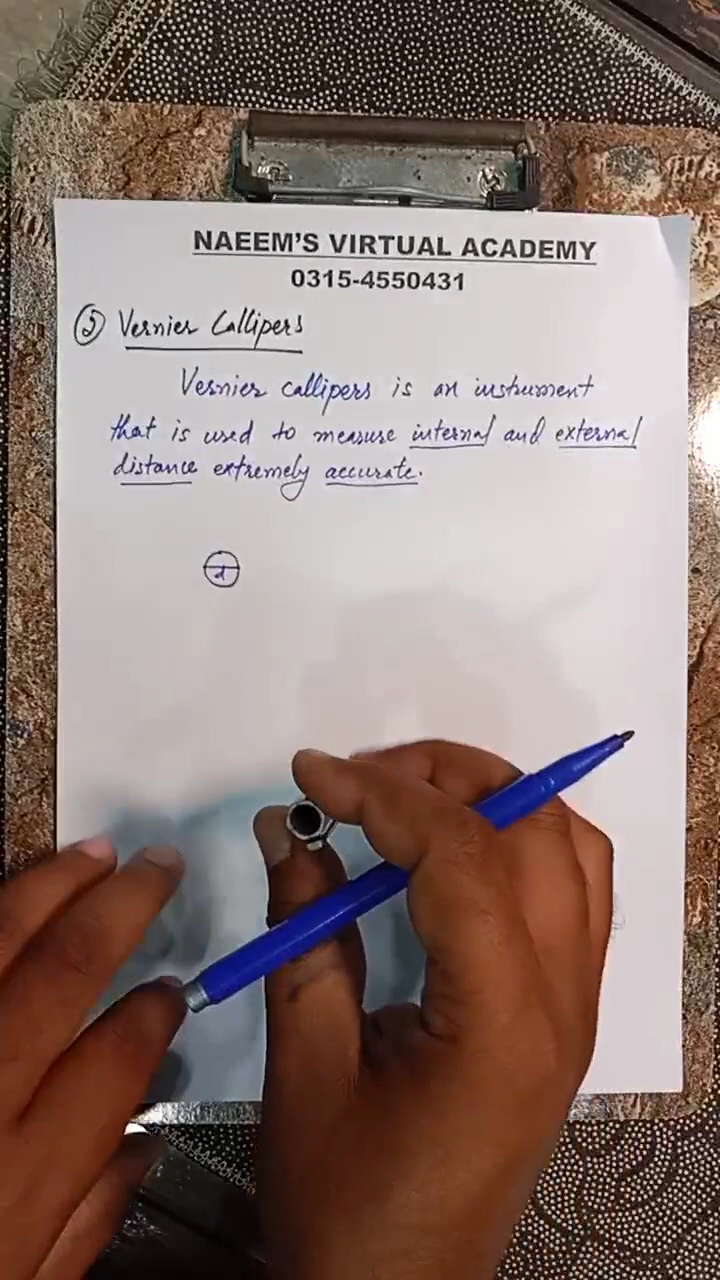 NAEEM'S VIRTUAL ACADEMY
0315-4550431
② Vernier Callipers
Vernier callipers is an instrument
that is used to measure internal and external
distance extremely accurate.
d